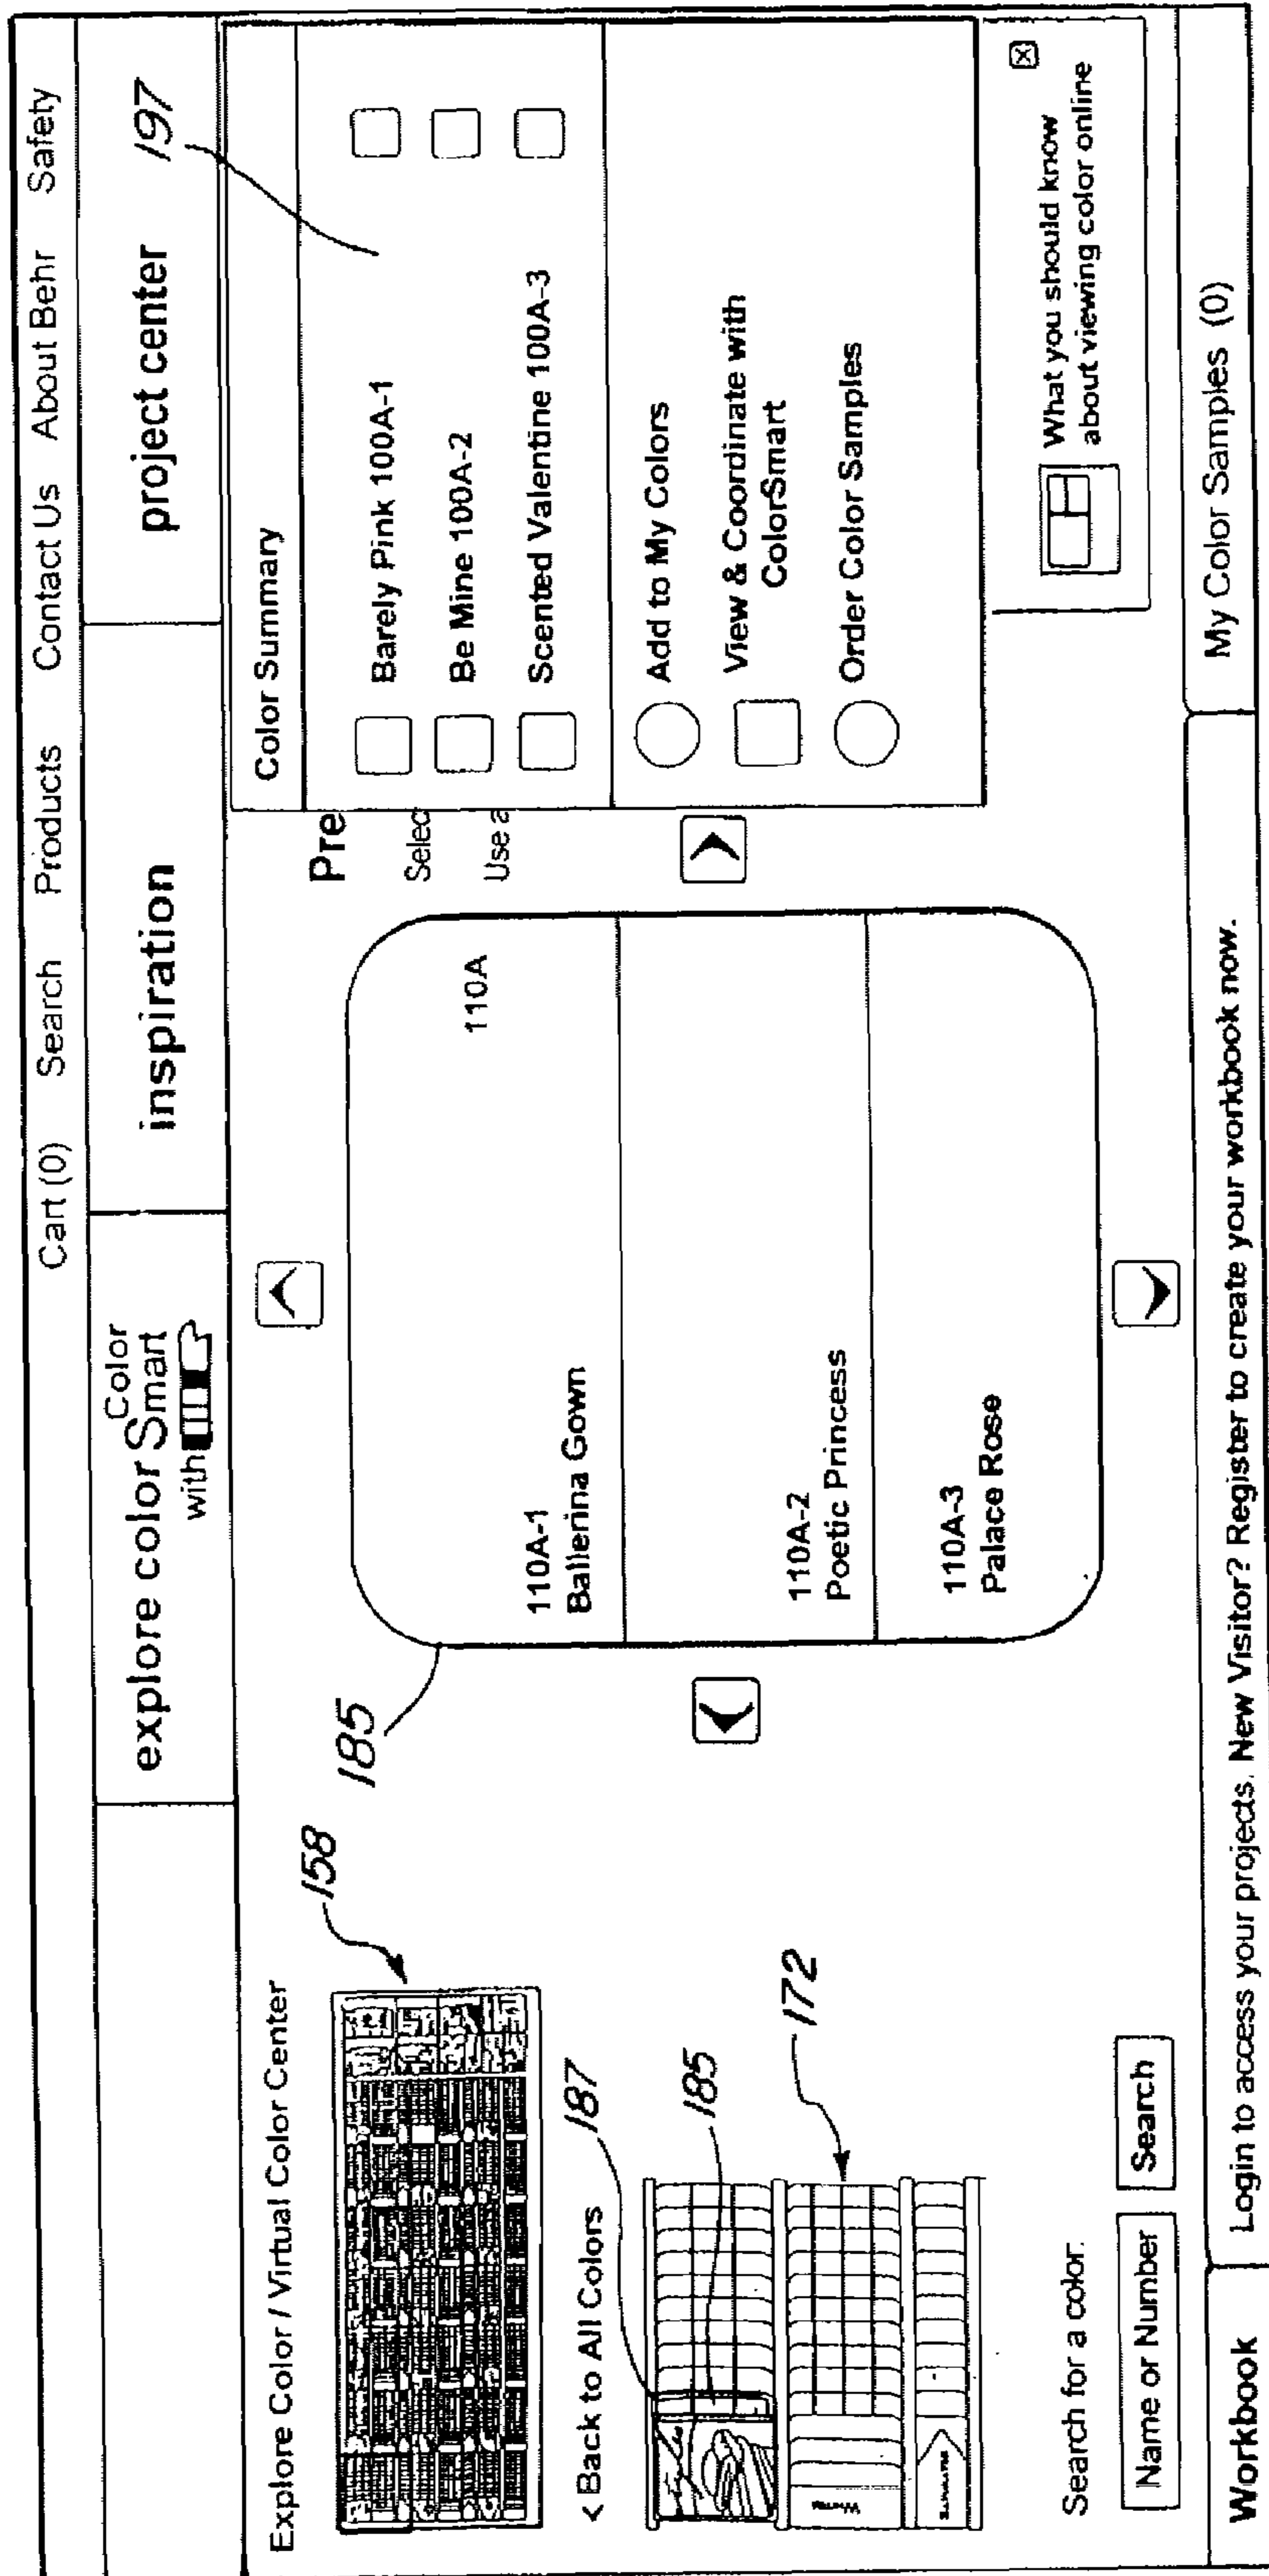 Cart (0) Search Products Contact Us About Behr Safety
explore color Color Smart
with
inspiration
project center
197
Explore Color / Virtual Color Center
158
< Back to All Colors
187
185
172
Search for a color.
Name or Number
Search
185
110A
110A-1
Ballerina Gown
110A-2
Poetic Princess
110A-3
Palace Rose
Pre
Selec
Use a
Color Summary
Barely Pink 100A-1
Be Mine 100A-2
Scented Valentine 100A-3
Add to My Colors
View & Coordinate with
ColorSmart
Order Color Samples
What you should know
about viewing color online
Workbook
Login to access your projects. New Visitor? Register to create your workbook now.
My Color Samples (0)